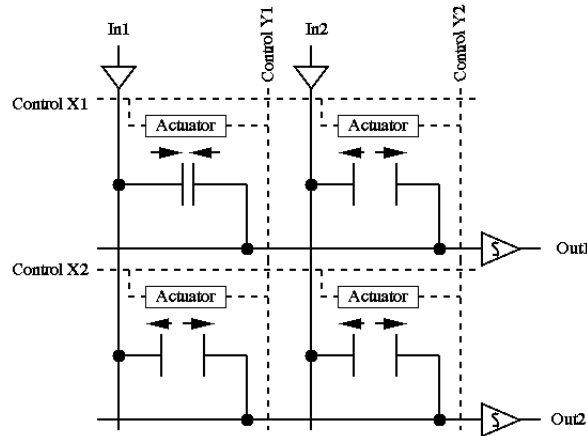 In1
Control Y1
In2
Control Y2
Control X1
Actuator
Actuator
Out1
Control X2
Actuator
Actuator
Out2